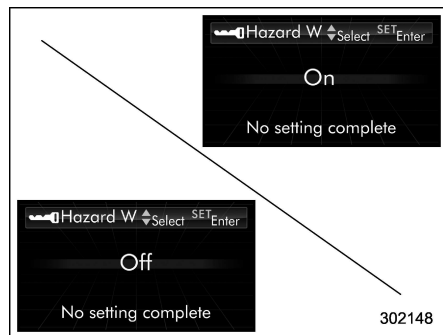 Hazard W Select SET Enter
On
No setting complete
Hazard W Select SET Enter
Off
No setting complete
302148